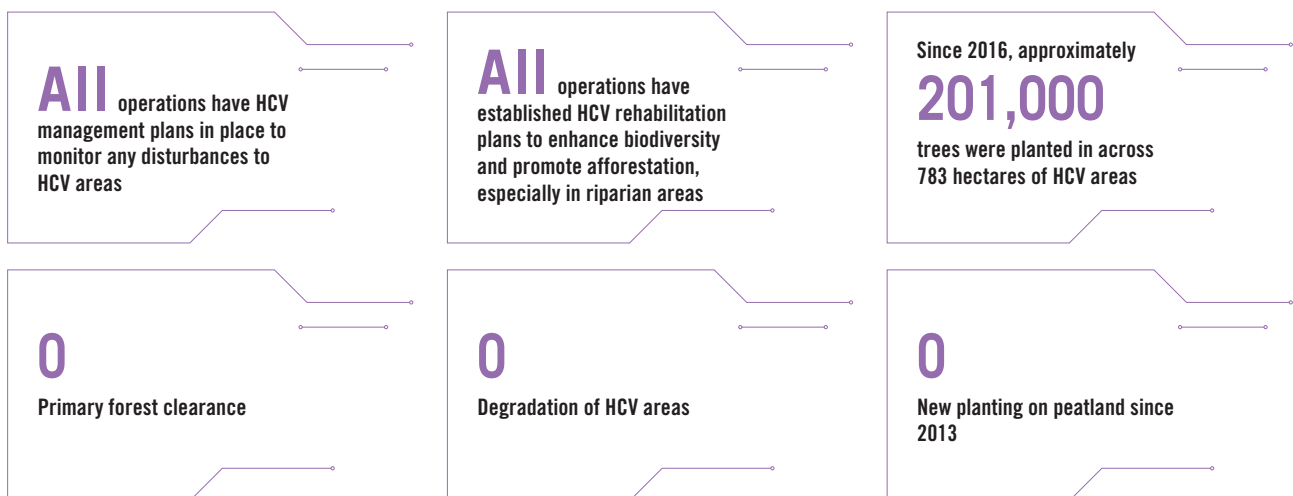 All operations have HCV
management plans in place to
monitor any disturbances to
HCV areas
All operations have
established HCV rehabilitation
plans to enhance biodiversity
and promote afforestation,
especially in riparian areas
Since 2016, approximately
201,000
trees were planted in across
783 hectares of HCV areas
0
Primary forest clearance
0
Degradation of HCV areas
0
New planting on peatland since
2013